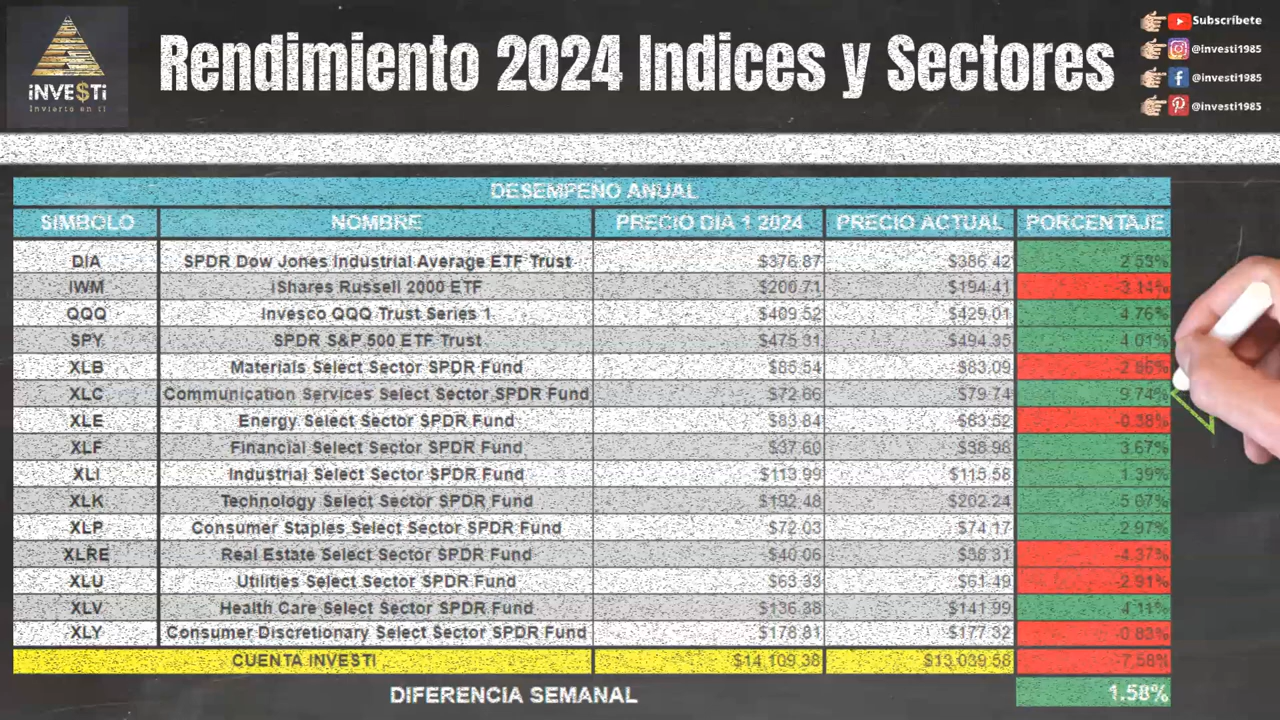 iNVE$Ti
Invierto en ti
Rendimiento 2024 Indices y Sectores
Subscríbete
@investi1985
@investi1985
@investi1985
DESEMPEÑO ANUAL
SIMBOLO NOMBRE PRECIO DIA 1 2024 PRECIO ACTUAL PORCENTAJE
DIA SPDR Dow Jones Industrial Average ETF Trust $376.87 $386.42 2.53%
IWM iShares Russell 2000 ETF $200.71 $194.41 -3.14%
QQQ Invesco QQQ Trust Series 1 $409.52 $429.01 4.76%
SPY SPDR S&P 500 ETF Trust $475.31 $494.35 4.01%
XLB Materials Select Sector SPDR Fund $85.54 $83.09 -2.86%
XLC Communication Services Select Sector SPDR Fund $72.66 $79.74 9.74%
XLE Energy Select Sector SPDR Fund $83.84 $83.52 -0.38%
XLF Financial Select Sector SPDR Fund $37.60 $38.98 3.67%
XLI Industrial Select Sector SPDR Fund $113.99 $115.58 1.39%
XLK Technology Select Sector SPDR Fund $192.48 $202.24 5.07%
XLP Consumer Staples Select Sector SPDR Fund $72.03 $74.17 2.97%
XLRE Real Estate Select Sector SPDR Fund $40.06 $38.31 -4.37%
XLU Utilities Select Sector SPDR Fund $63.33 $61.49 -2.91%
XLV Health Care Select Sector SPDR Fund $136.38 $141.99 4.11%
XLY Consumer Discretionary Select Sector SPDR Fund $178.81 $177.32 -0.83%
CUENTA INVESTI $14,109.38 $13,039.58 -7.58%
DIFERENCIA SEMANAL 1.58%